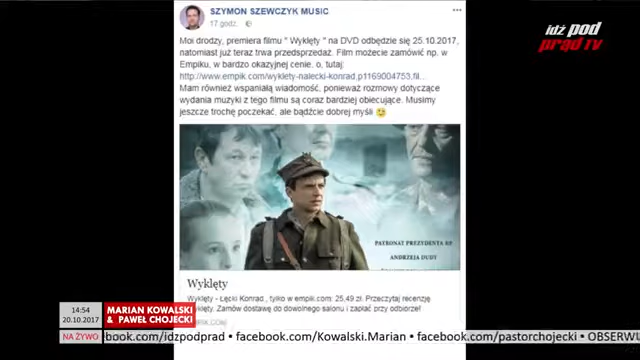 SZYMON SZEWCZYK MUSIC
17 godz.
idź pod
prąd TV
Moi drodzy, premiera filmu " Wyklęty " na DVD odbędzie się 25.10.2017,
natomiast już teraz trwa przedsprzedaż. Film możecie zamówić np. w
Empiku, w bardzo okazyjnej cenie, o, tutaj:
http://www.empik.com/wyklety-nalecki-konrad,p1169004753,fil...
Mam również wspaniałą wiadomość, ponieważ rozmowy dotyczące
wydania muzyki z tego filmu są coraz bardziej obiecujące. Musimy
jeszcze trochę poczekać, ale bądźcie dobrej myśli
PATRONAT PREZYDENTA RP
ANDRZEJA DUDY
Wyklęty
Wyklęty - Łęcki Konrad , tylko w empik.com: 25,49 zł. Przeczytaj recenzję
Wyklęty. Zamów dostawę do dowolnego salonu i zapłać przy odbiorze!
EMPIK.COM
14:54
20.10.2017
MARIAN KOWALSKI
& PAWEŁ CHOJECKI
NA ŻYWO
ebook.com/idzpodprad • facebook.com/Kowalski.Marian • facebook.com/pastorchojecki • OBSERW